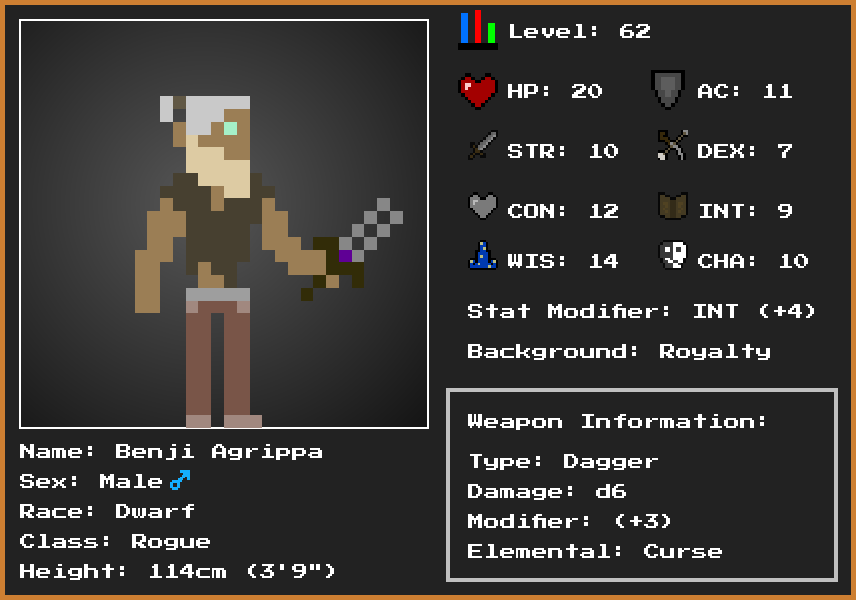 Level: 62
HP: 20
AC: 11
STR: 10
DEX: 7
CON: 12
INT: 9
WIS: 14
CHA: 10
Stat Modifier: INT (+4)
Background: Royalty
Weapon Information:
Type: Dagger
Damage: d6
Modifier: (+3)
Elemental: Curse
Name: Benji Agrippa
Sex: Male♂
Race: Dwarf
Class: Rogue
Height: 114cm (3'9")